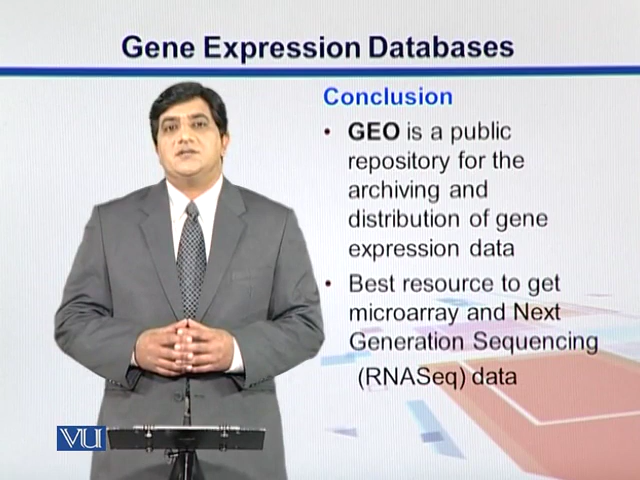 Gene Expression Databases
Conclusion
• GEO is a public
repository for the
archiving and
distribution of gene
expression data
• Best resource to get
microarray and Next
Generation Sequencing
(RNASeq) data
VU